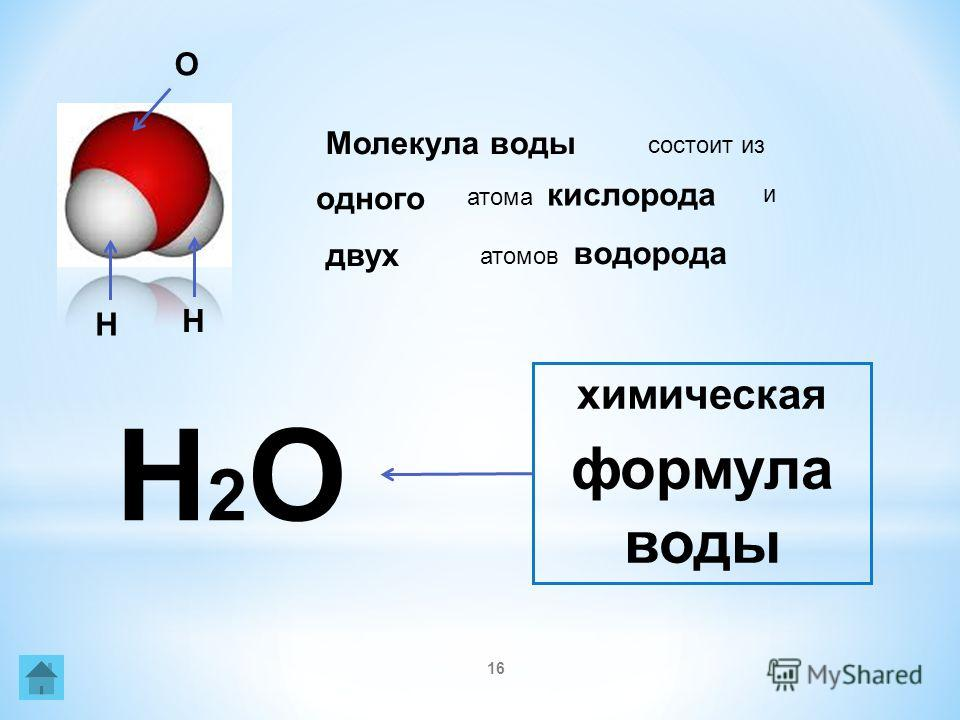 О
Молекула воды состоит из
одного атома кислорода и
двух атомов водорода
Н Н
Н2О
химическая
формула
воды
16
MyShared